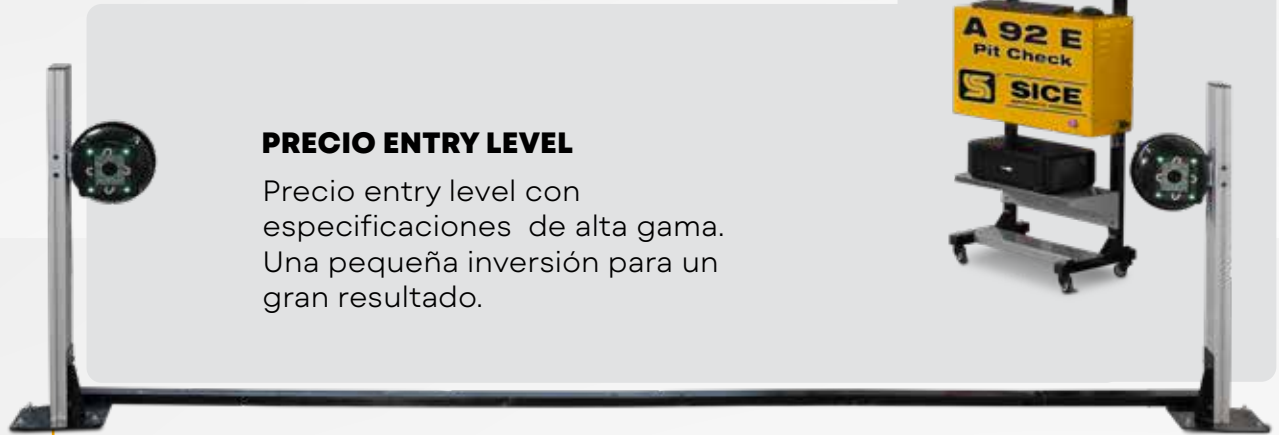 A 92 E
Pit Check
SICE
PRECIO ENTRY LEVEL
Precio entry level con
especificaciones de alta gama.
Una pequeña inversión para un
gran resultado.